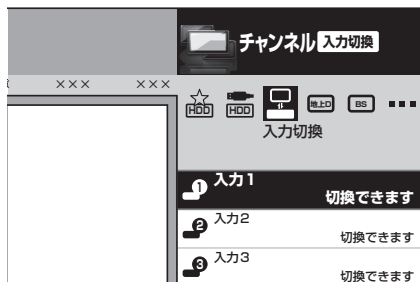 チャンネル 入力切換
××× ×××
HDD HDD 地上D BS
入力切換
1 入力1
切換できます
2 入力2
切換できます
3 入力3
切換できます